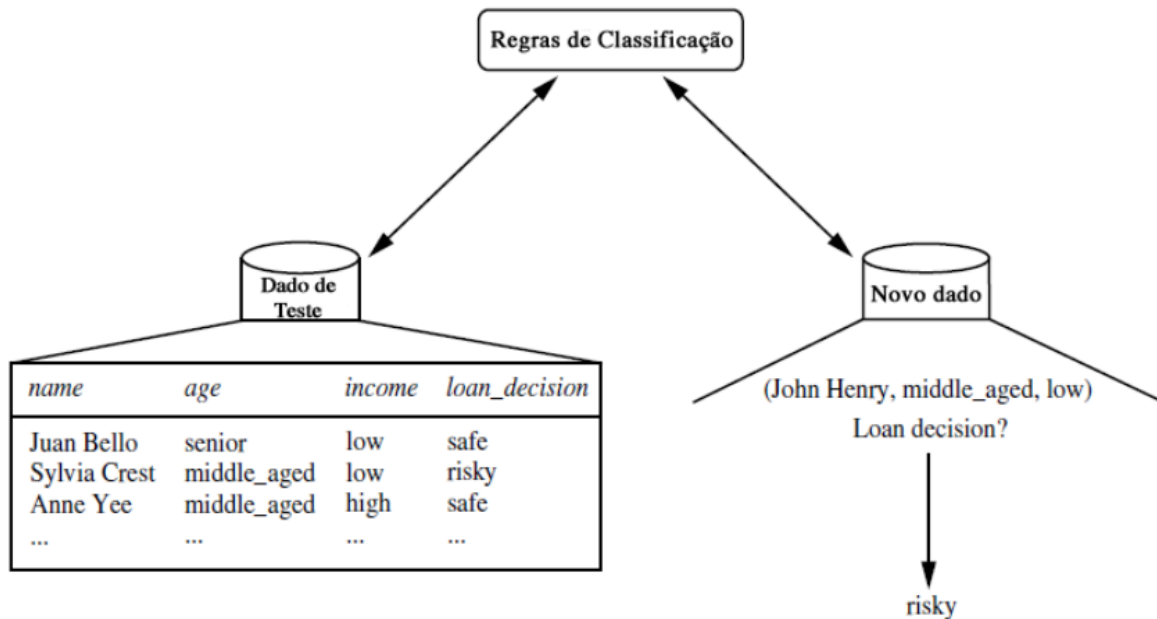 Regras de Classificação
Dado de
Teste
name age income loan_decision
Juan Bello senior low safe
Sylvia Crest middle_aged low risky
Anne Yee middle_aged high safe
... ... ... ...
Novo dado
(John Henry, middle_aged, low)
Loan decision?
risky